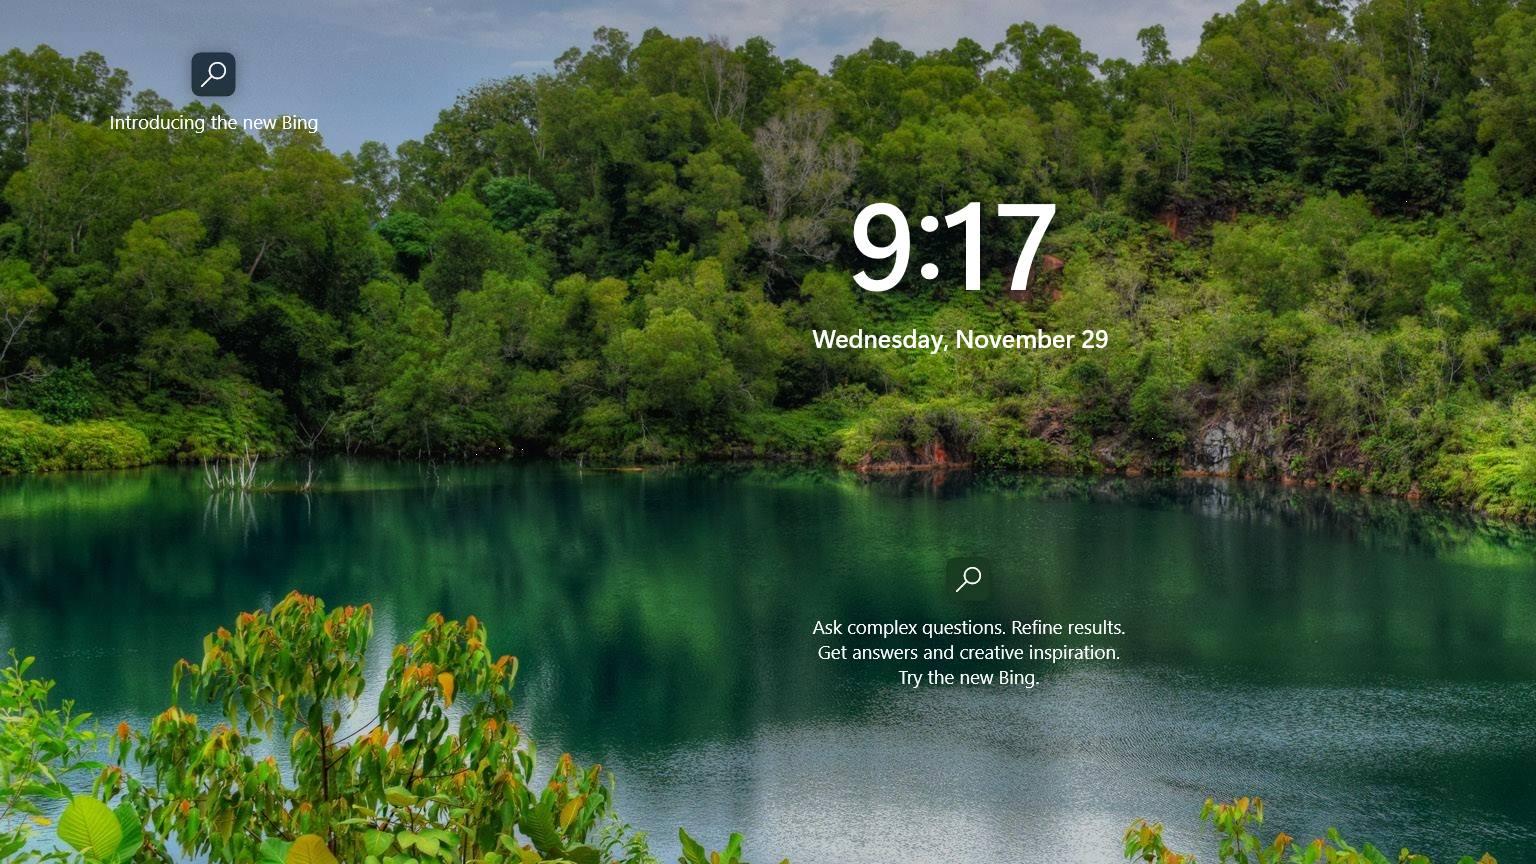 Introducing the new Bing
9:17
Wednesday, November 29
Ask complex questions. Refine results.
Get answers and creative inspiration.
Try the new Bing.